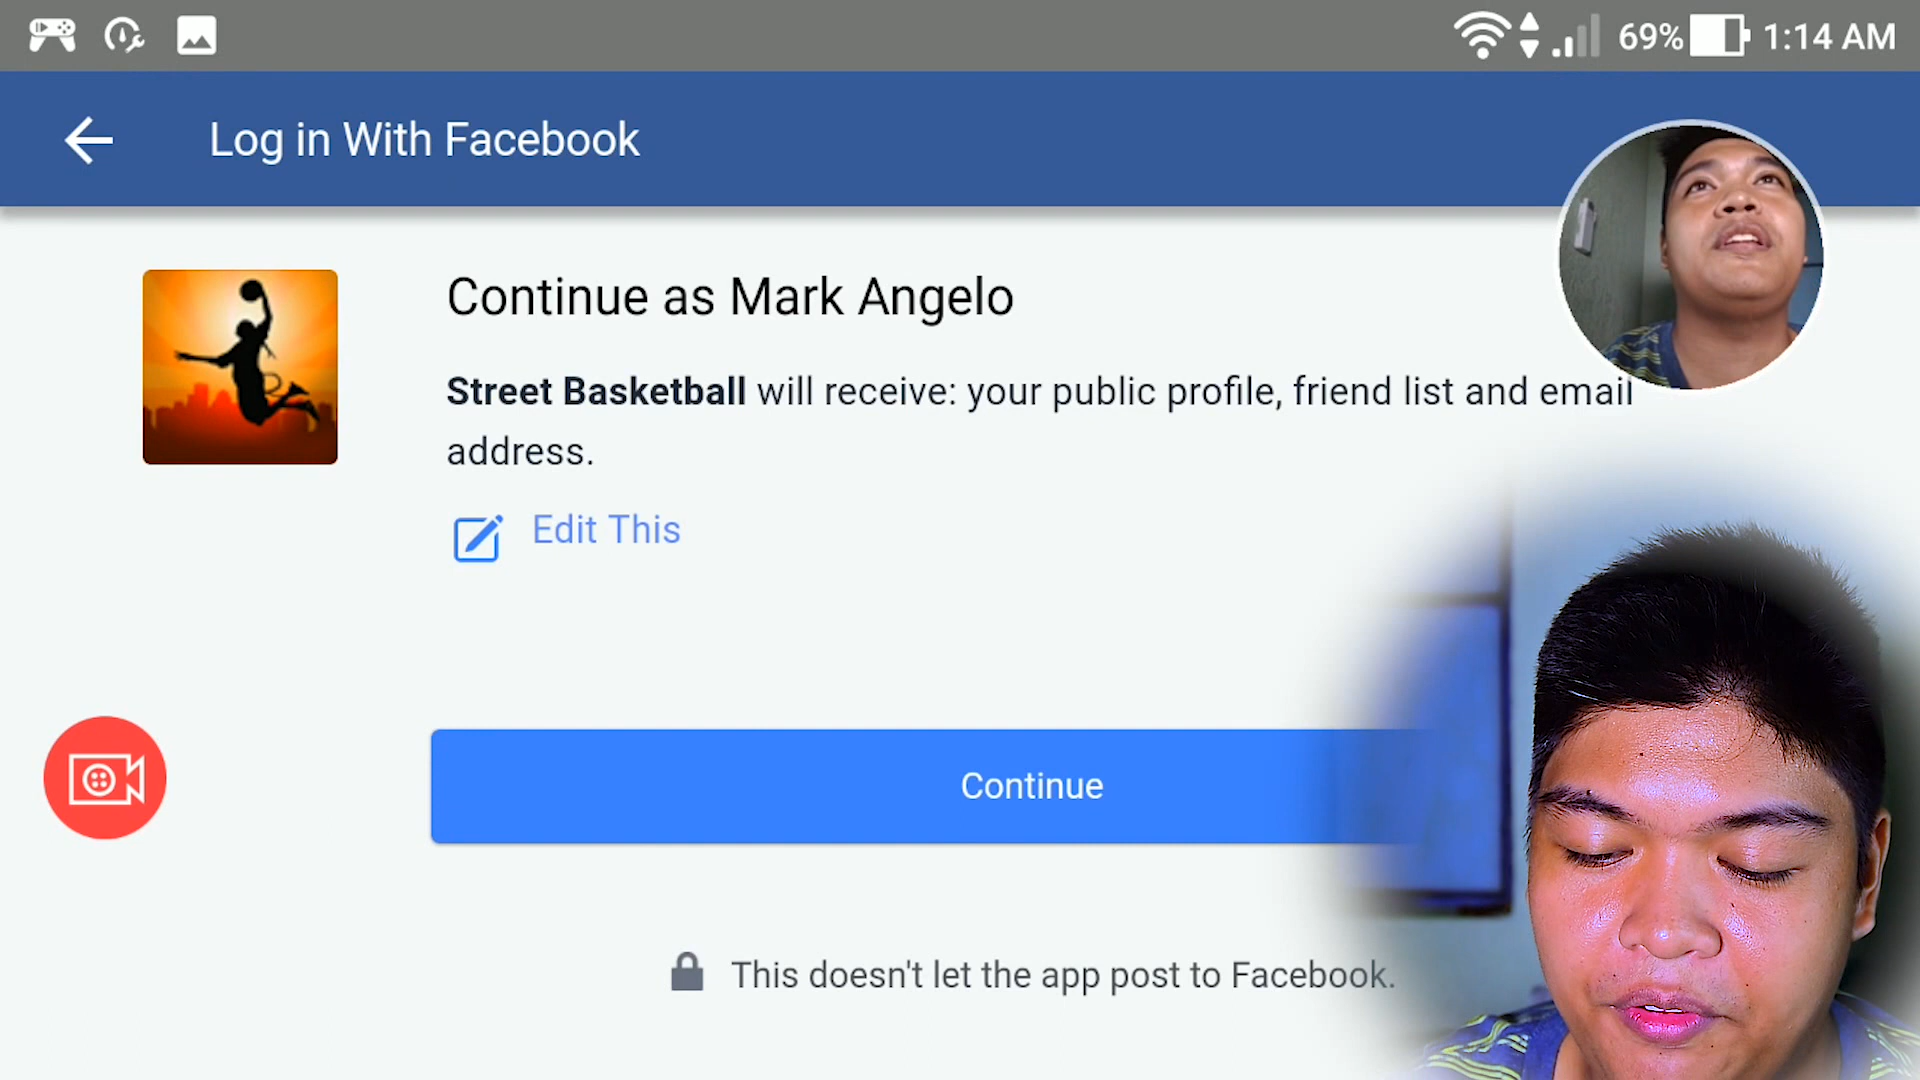 69% 1:14 AM
Log in With Facebook
Continue as Mark Angelo
Street Basketball will receive: your public profile, friend list and email
address.
Edit This
Continue
This doesn't let the app post to Facebook.